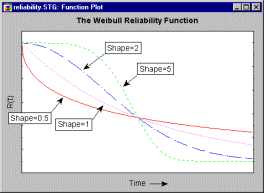 reliability.STG: Function Plot
The Weibull Reliability Function
Shape=2
Shape=5
R(t)
Shape=0.5
Shape=1
Time